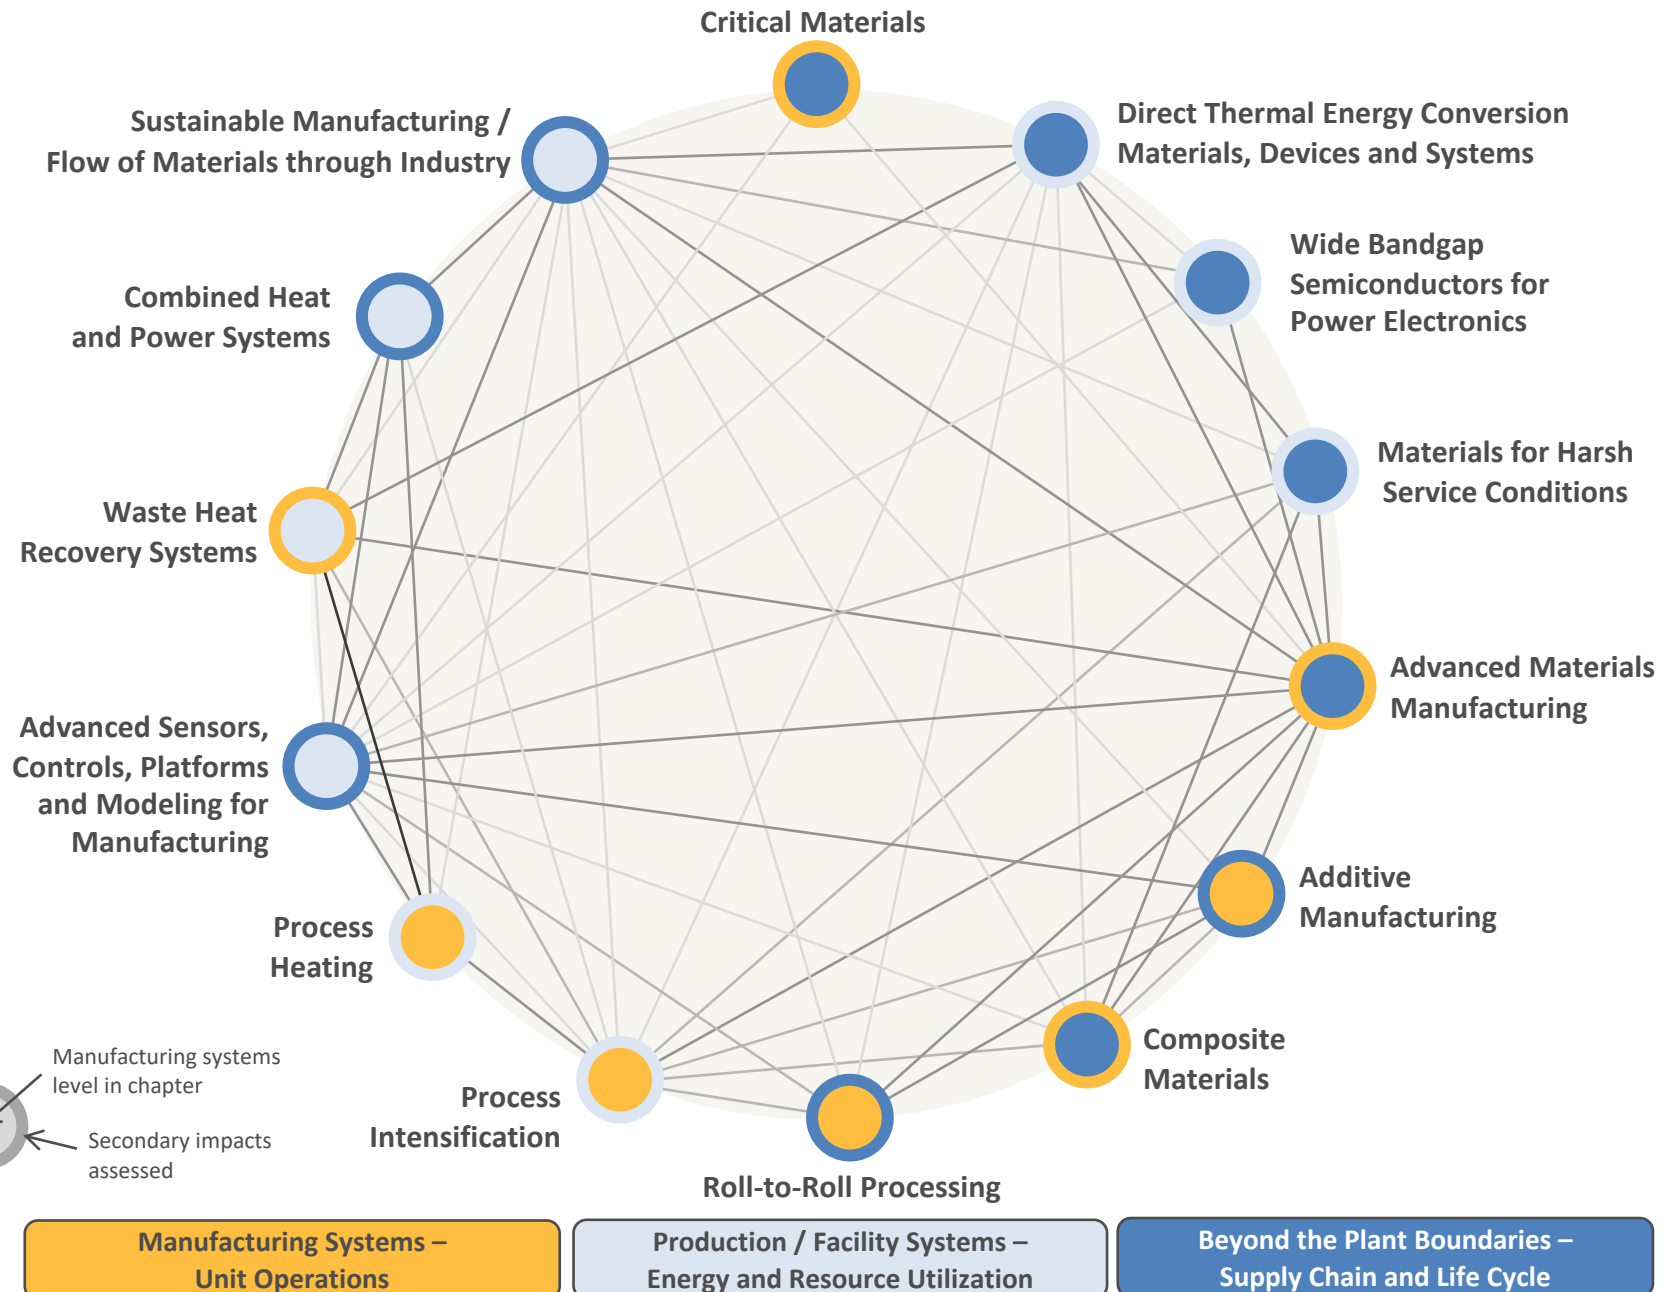 Critical Materials
Sustainable Manufacturing /
Flow of Materials through Industry
Direct Thermal Energy Conversion
Materials, Devices and Systems
Combined Heat
and Power Systems
Wide Bandgap
Semiconductors for
Power Electronics
Waste Heat
Recovery Systems
Materials for Harsh
Service Conditions
Advanced Sensors,
Controls, Platforms
and Modeling for
Manufacturing
Advanced Materials
Manufacturing
Process
Heating
Additive
Manufacturing
Process
Intensification
Composite
Materials
Roll-to-Roll Processing
Manufacturing systems
level in chapter
Secondary impacts
assessed
Manufacturing Systems –
Unit Operations
Production / Facility Systems –
Energy and Resource Utilization
Beyond the Plant Boundaries –
Supply Chain and Life Cycle